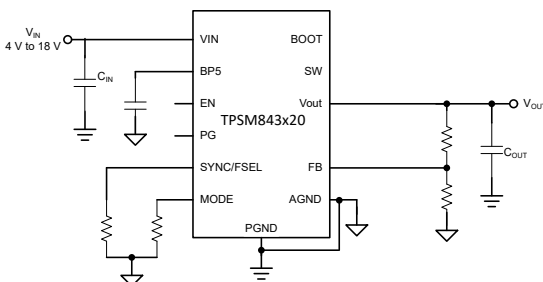 VIN
4 V to 18 V
CIN
VIN
BP5
EN
PG
SYNC/FSEL
MODE
BOOT
SW
Vout
TPSM843x20
FB
AGND
PGND
VOU
COUT